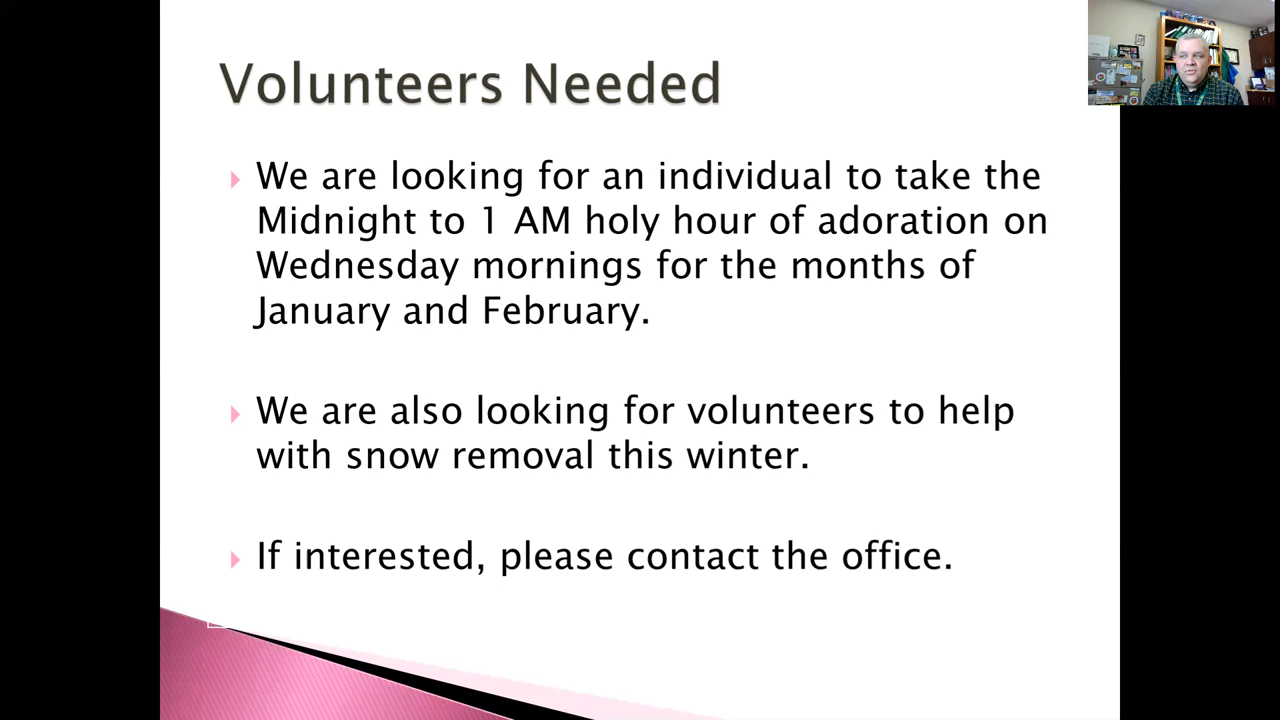 Volunteers Needed
We are looking for an individual to take the
Midnight to 1 AM holy hour of adoration on
Wednesday mornings for the months of
January and February.
We are also looking for volunteers to help
with snow removal this winter.
If interested, please contact the office.